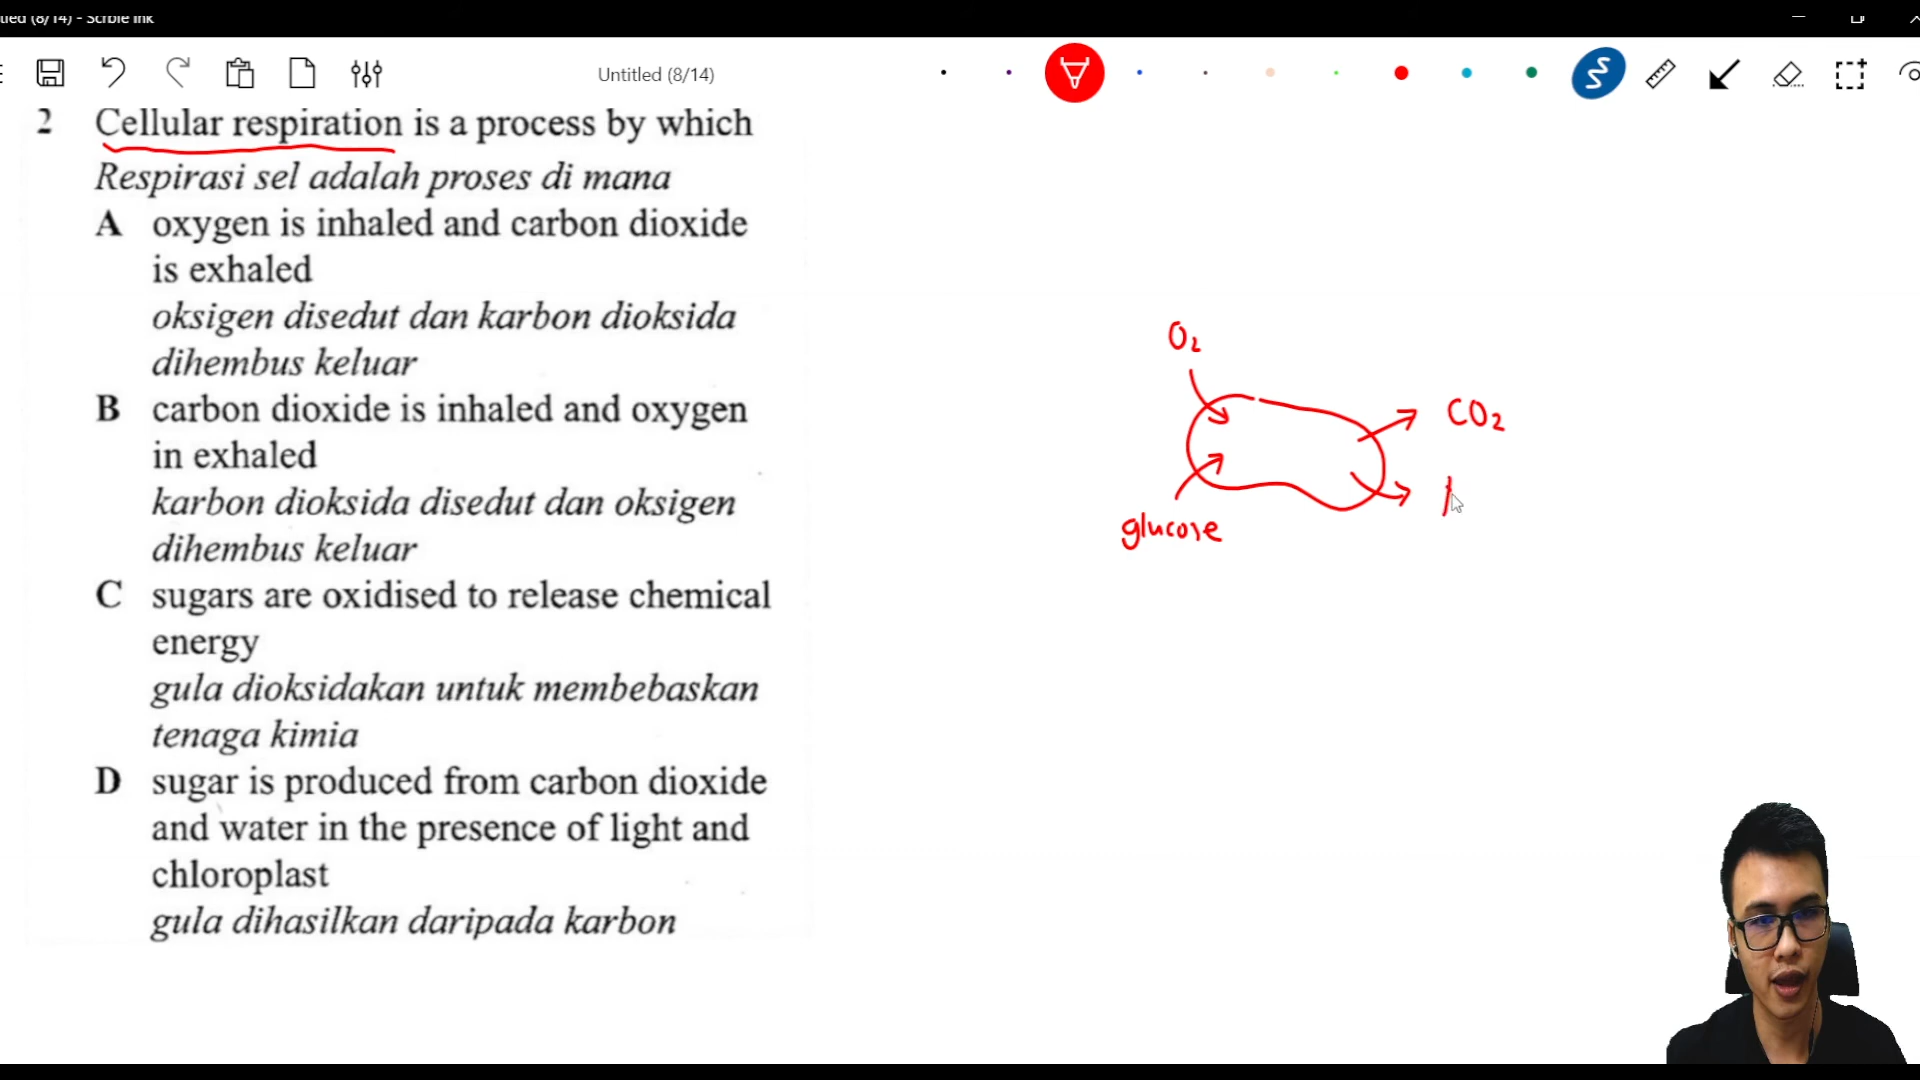 Untitled (8/14)
2 Cellular respiration is a process by which
Respirasi sel adalah proses di mana
A oxygen is inhaled and carbon dioxide
is exhaled
oksigen disedut dan karbon dioksida
dihembus keluar
B carbon dioxide is inhaled and oxygen
in exhaled
karbon dioksida disedut dan oksigen
dihembus keluar
C sugars are oxidised to release chemical
energy
gula dioksidakan untuk membebaskan
tenaga kimia
D sugar is produced from carbon dioxide
and water in the presence of light and
chloroplast
gula dihasilkan daripada karbon
O₂
CO₂
glucose